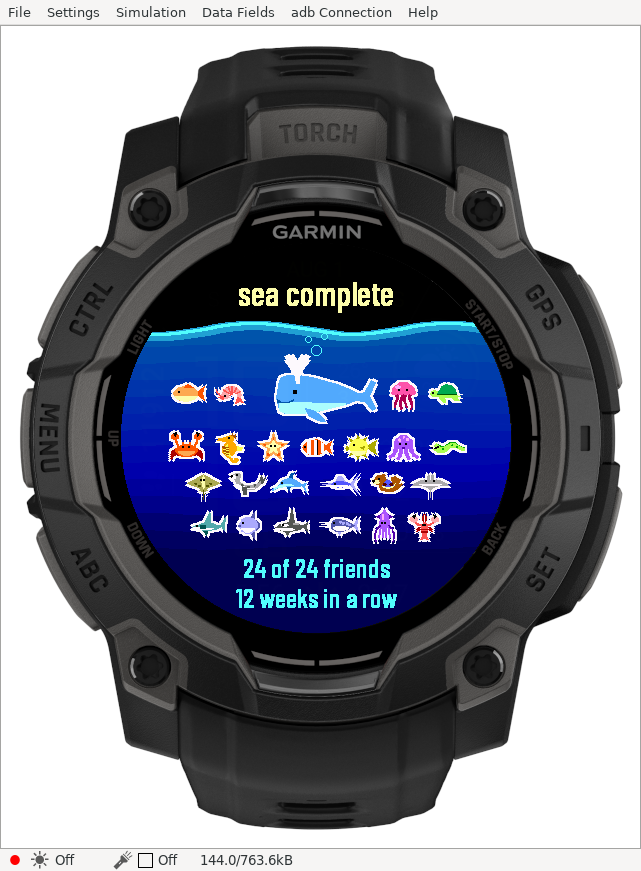 File Settings Simulation Data Fields adb Connection Help
TORCH
GARMIN
CTRL
LIGHT
GPS
START/STOP
MENU
UP
DOWN
ABC
BACK
SET
sea complete
24 of 24 friends
12 weeks in a row
Off Off 144.0/763.6kB